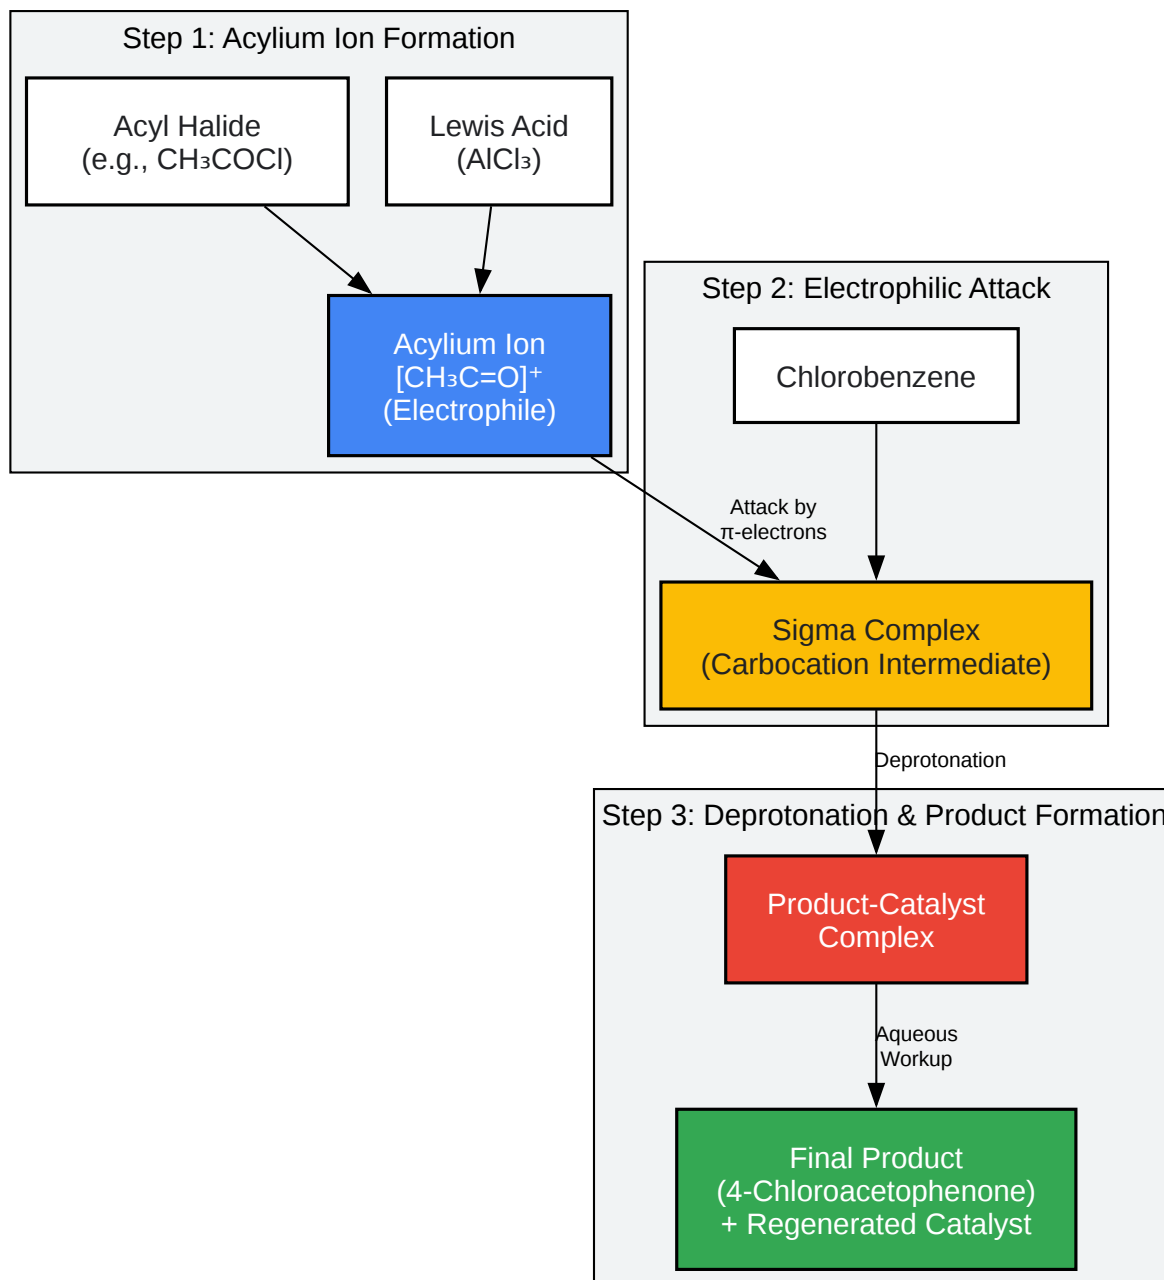 Step 1: Acylium Ion Formation
Acyl Halide
(e.g., CH₃COCl)
Lewis Acid
(AlCl₃)
Acylium Ion
[CH₃C=O]⁺
(Electrophile)
Step 2: Electrophilic Attack
Chlorobenzene
Attack by
π-electrons
Sigma Complex
(Carbocation Intermediate)
Deprotonation
Step 3: Deprotonation & Product Formation
Product-Catalyst
Complex
Aqueous
Workup
Final Product
(4-Chloroacetophenone)
+ Regenerated Catalyst